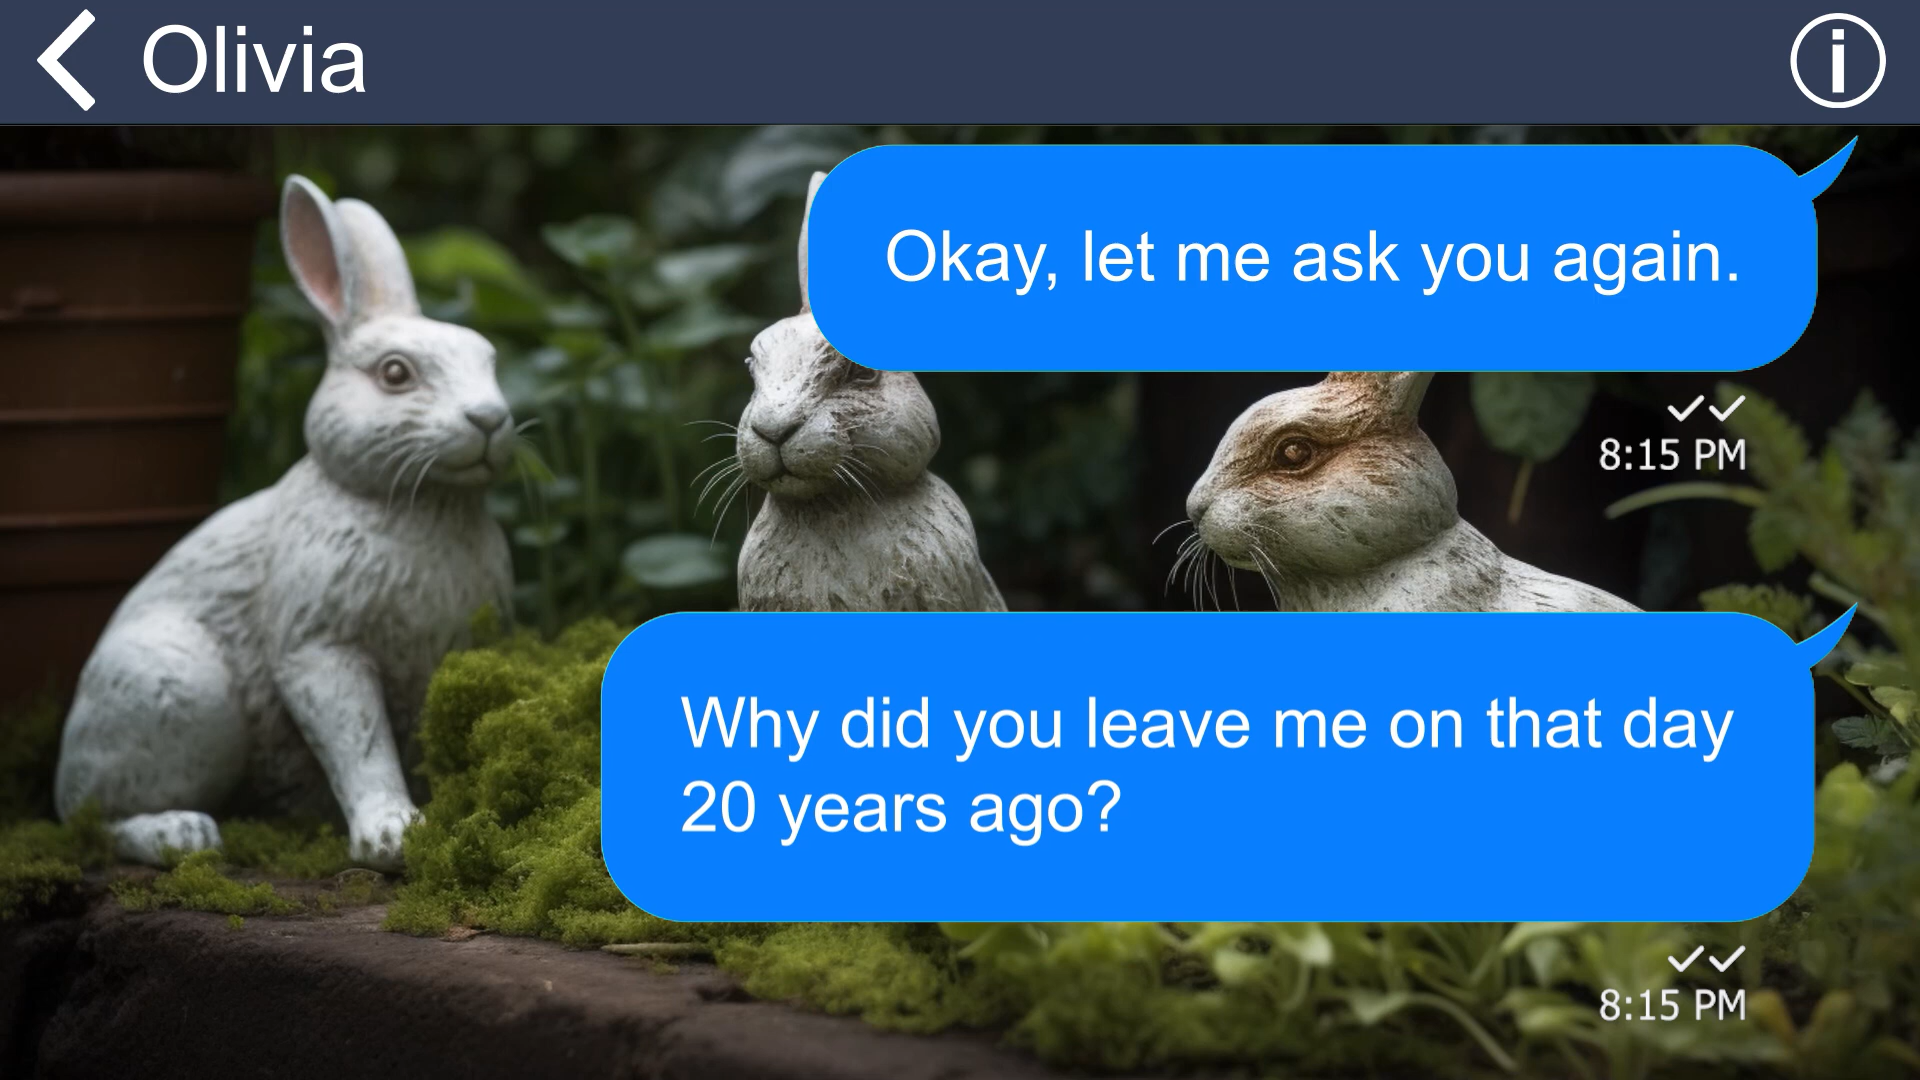 Olivia
Okay, let me ask you again.
8:15 PM
Why did you leave me on that day
20 years ago?
8:15 PM